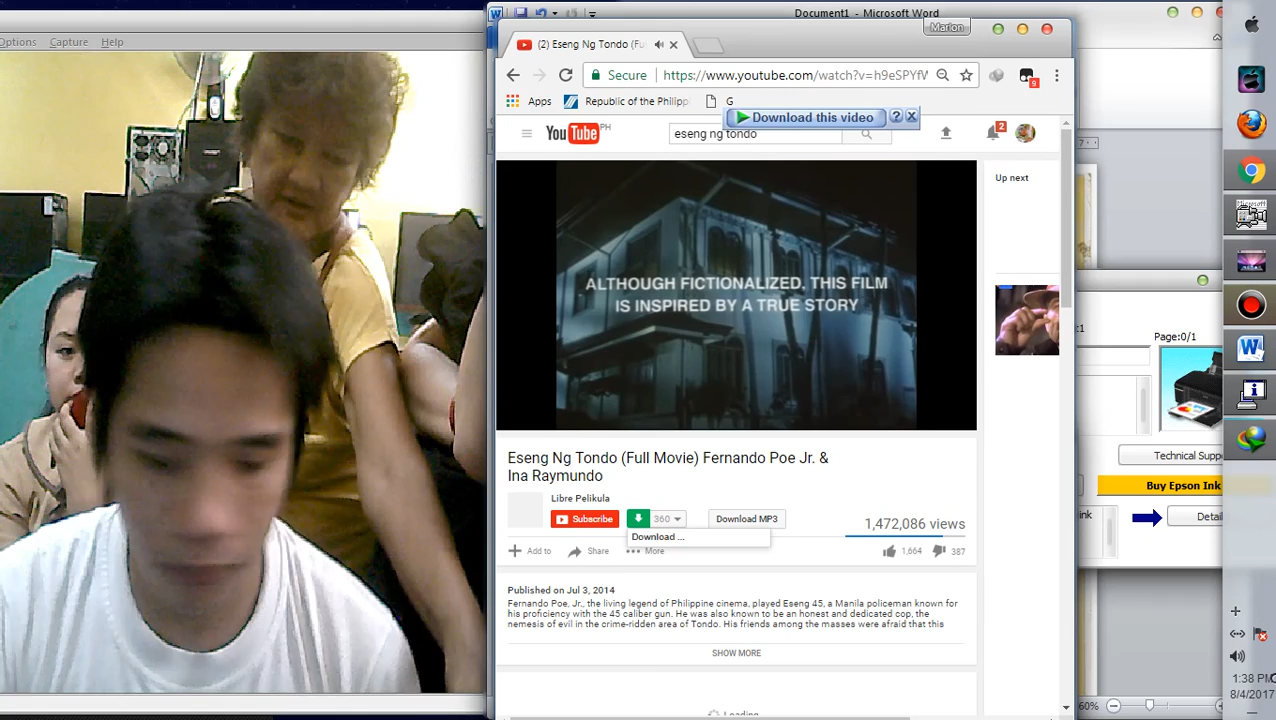 Options Capture Help
Document1 - Microsoft Word
Marion
(2) Eseng Ng Tondo (Fu
Secure https://www.youtube.com/watch?v=h9eSPYfV
9
Apps Republic of the Philipp G
Download this video ?
YouTube PH
eseng ng tondo
2
Up next
ALTHOUGH FICTIONALIZED, THIS FILM
IS INSPIRED BY A TRUE STORY
Page:0/1
Eseng Ng Tondo (Full Movie) Fernando Poe Jr. &
Ina Raymundo
Libre Pelikula
Subscribe 360 Download MP3
1,472,086 views
Download ...
Add to Share More
1,664 387
Published on Jul 3, 2014
Fernando Poe, Jr., the living legend of Philippine cinema, played Eseng 45, a Manila policeman known for
his proficiency with the 45 caliber gun. He was also known to be an honest and dedicated cop, the
nemesis of evil in the crime-ridden area of Tondo. His friends among the masses were afraid that this
SHOW MORE
Loading
Technical Supp
Buy Epson Ink
ink
Detai
60%
1:38 PM
8/4/2017